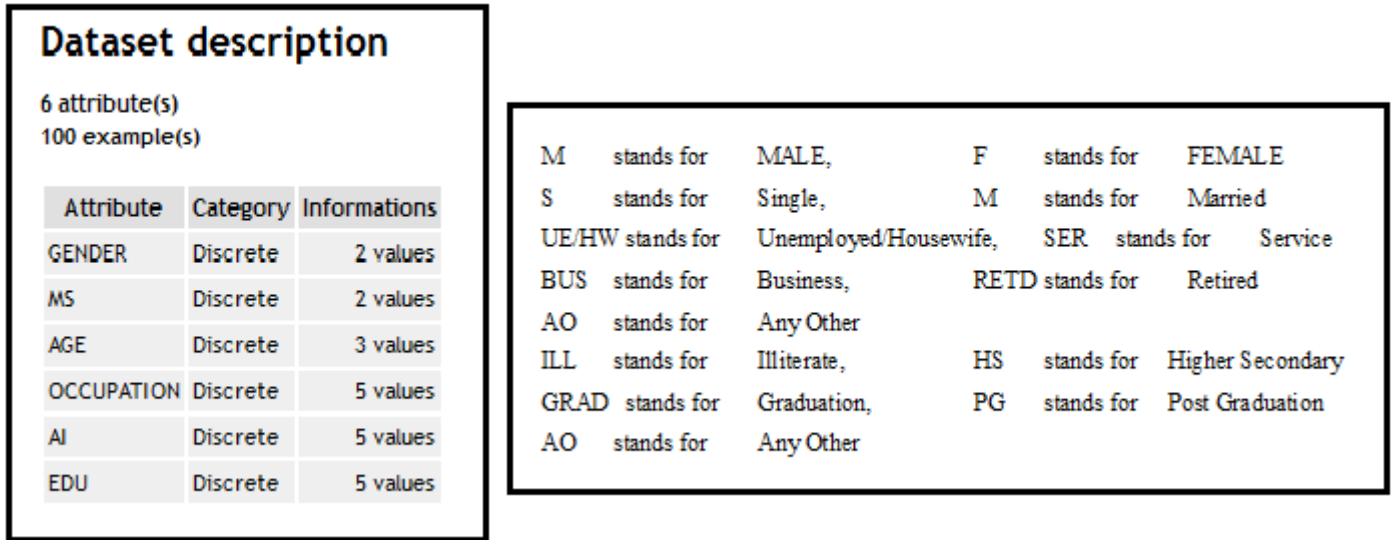 Dataset description
6 attribute(s)
100 example(s)
Attribute Category Informations
GENDER Discrete 2 values
MS Discrete 2 values
AGE Discrete 3 values
OCCUPATION Discrete 5 values
AI Discrete 5 values
EDU Discrete 5 values
M stands for MALE, F stands for FEMALE
S stands for Single, M stands for Married
UE/HW stands for Unemployed/Housewife, SER stands for Service
BUS stands for Business, RETD stands for Retired
AO stands for Any Other
ILL stands for Illiterate, HS stands for Higher Secondary
GRAD stands for Graduation, PG stands for Post Graduation
AO stands for Any Other